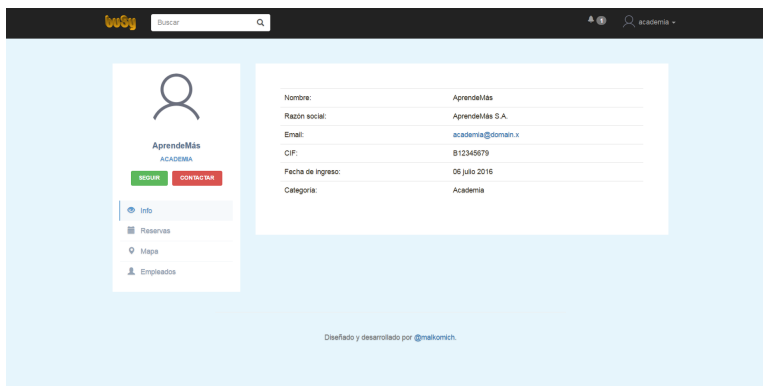 buSy
Buscar
1
academia
AprendeMás
ACADEMIA
SEGUIR CONTACTAR
Info
Reservas
Mapa
Empleados
Nombre: AprendeMás
Razón social: AprendeMás S.A.
Email: academia@domain.x
CIF: B12345679
Fecha de ingreso: 06 julio 2016
Categoría: Academia
Diseñado y desarrollado por @malkomich.